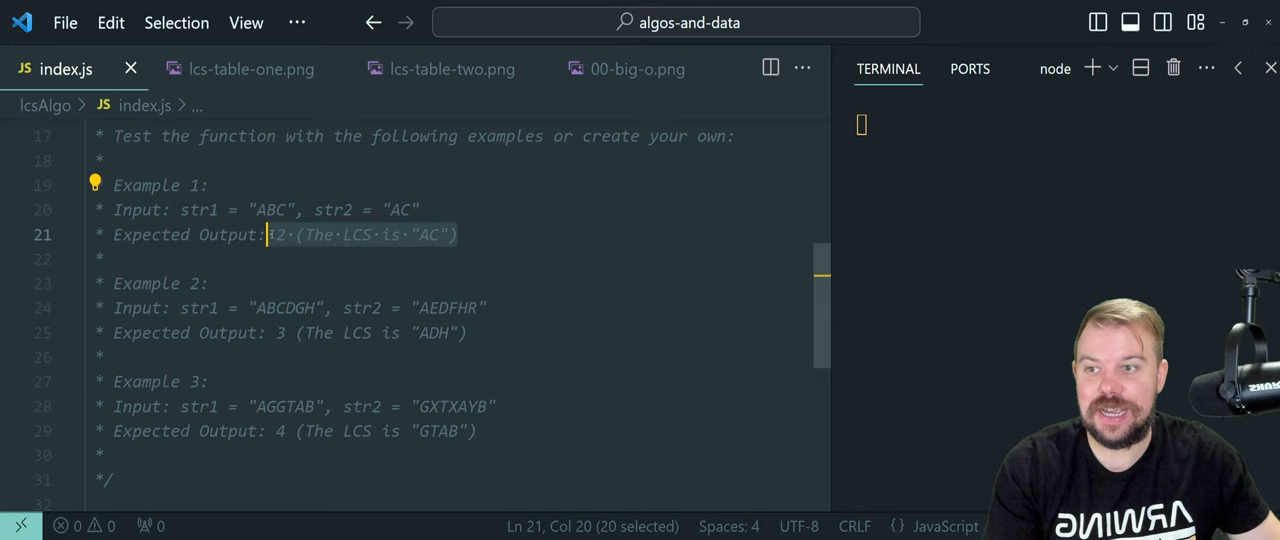 File Edit Selection View ··· algos-and-data
JS index.js lcs-table-one.png lcs-table-two.png 00-big-o.png ···
TERMINAL PORTS node
lcsAlgo > JS index.js > ...
17 * Test the function with the following examples or create your own:
18 *
19 * Example 1:
20 * Input: str1 = "ABC", str2 = "AC"
21 * Expected Output: 2 (The LCS is "AC")
22 *
23 * Example 2:
24 * Input: str1 = "ABCDGH", str2 = "AEDFHR"
25 * Expected Output: 3 (The LCS is "ADH")
26 *
27 * Example 3:
28 * Input: str1 = "AGGTAB", str2 = "GXTXAYB"
29 * Expected Output: 4 (The LCS is "GTAB")
30 *
31 */
32
0 0 0 Ln 21, Col 20 (20 selected) Spaces: 4 UTF-8 CRLF {} JavaScript
SHURE